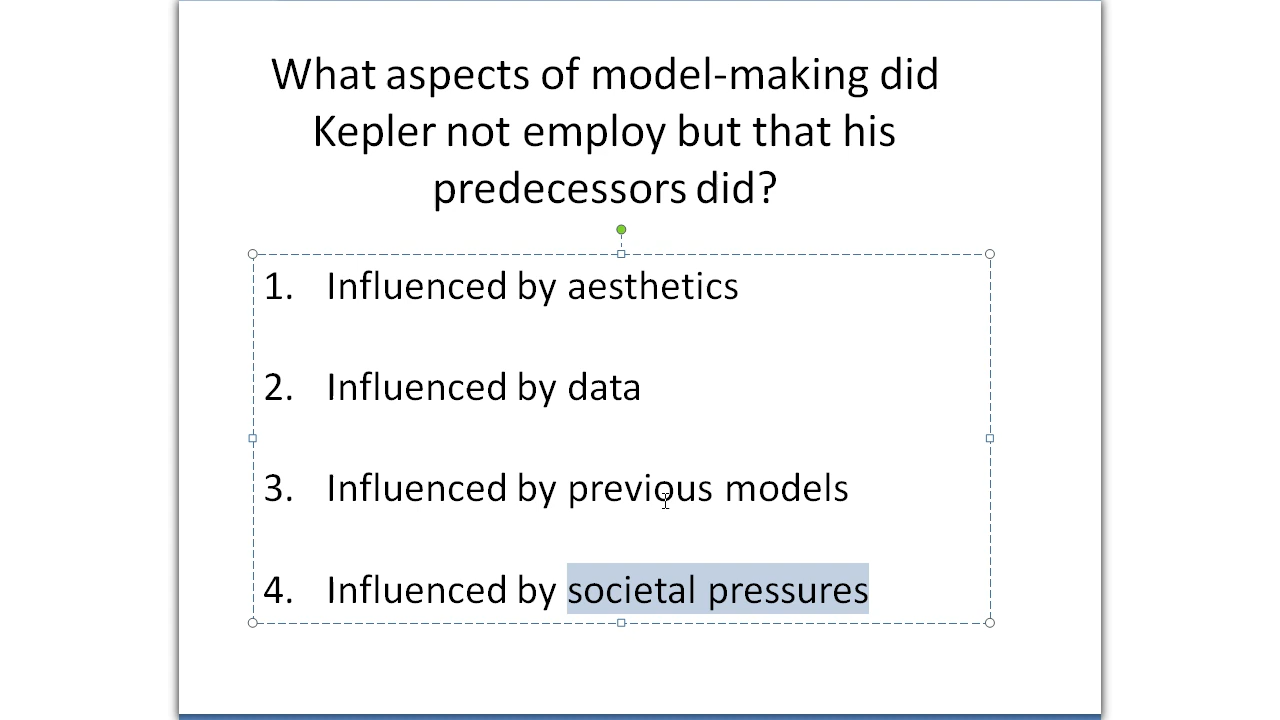 What aspects of model-making did
Kepler not employ but that his
predecessors did?
1. Influenced by aesthetics
2. Influenced by data
3. Influenced by previous models
4. Influenced by societal pressures